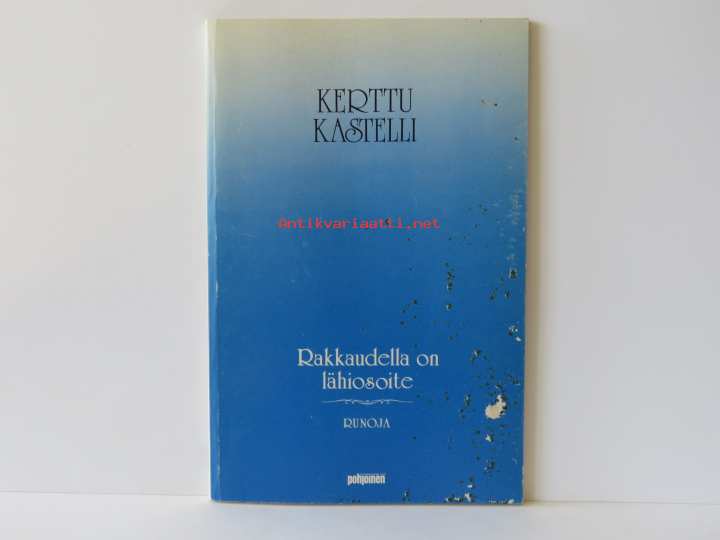 KERTTU
KASTELLI
Antikvariaatti.net
Rakkaudella on
lähiosoite
RUNOJA
pohjoinen